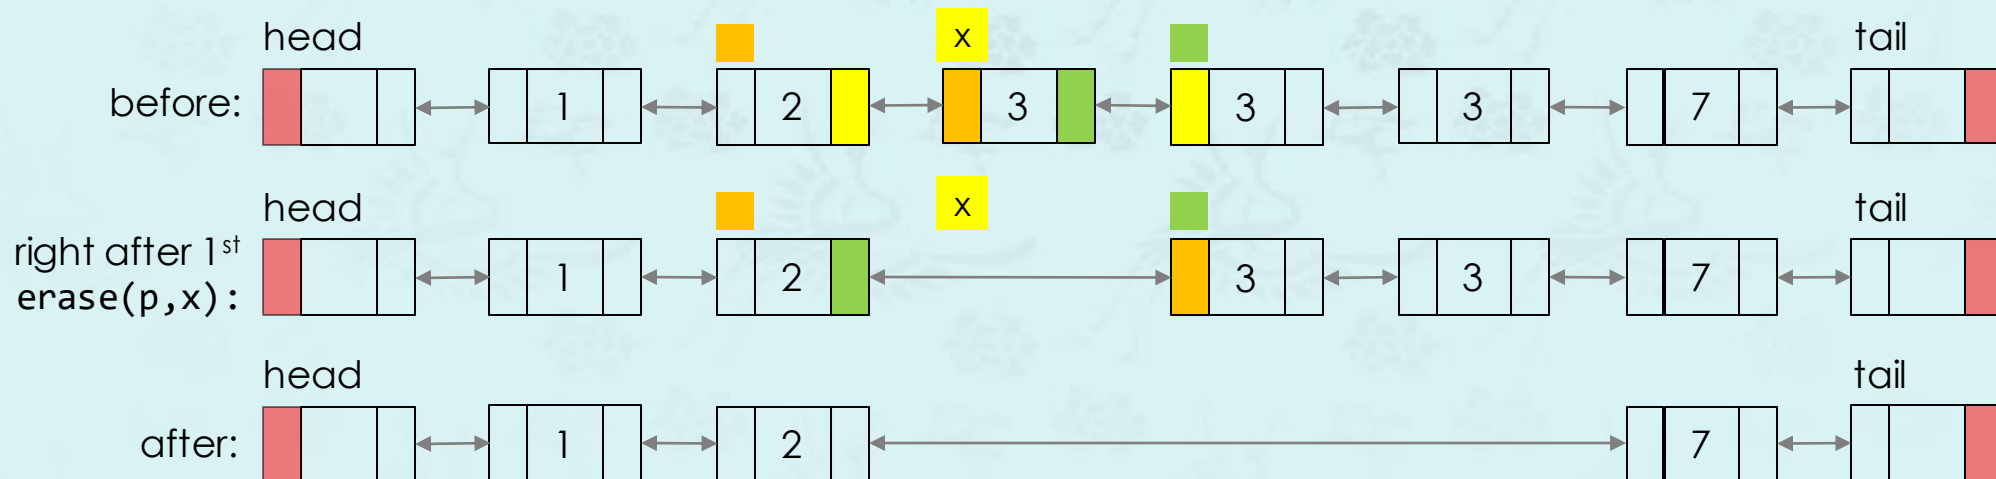 head x tail
before: 1 2 3 3 3 7
head x tail
right after 1st
erase(p,x): 1 2 3 3 7
head tail
after: 1 2 7